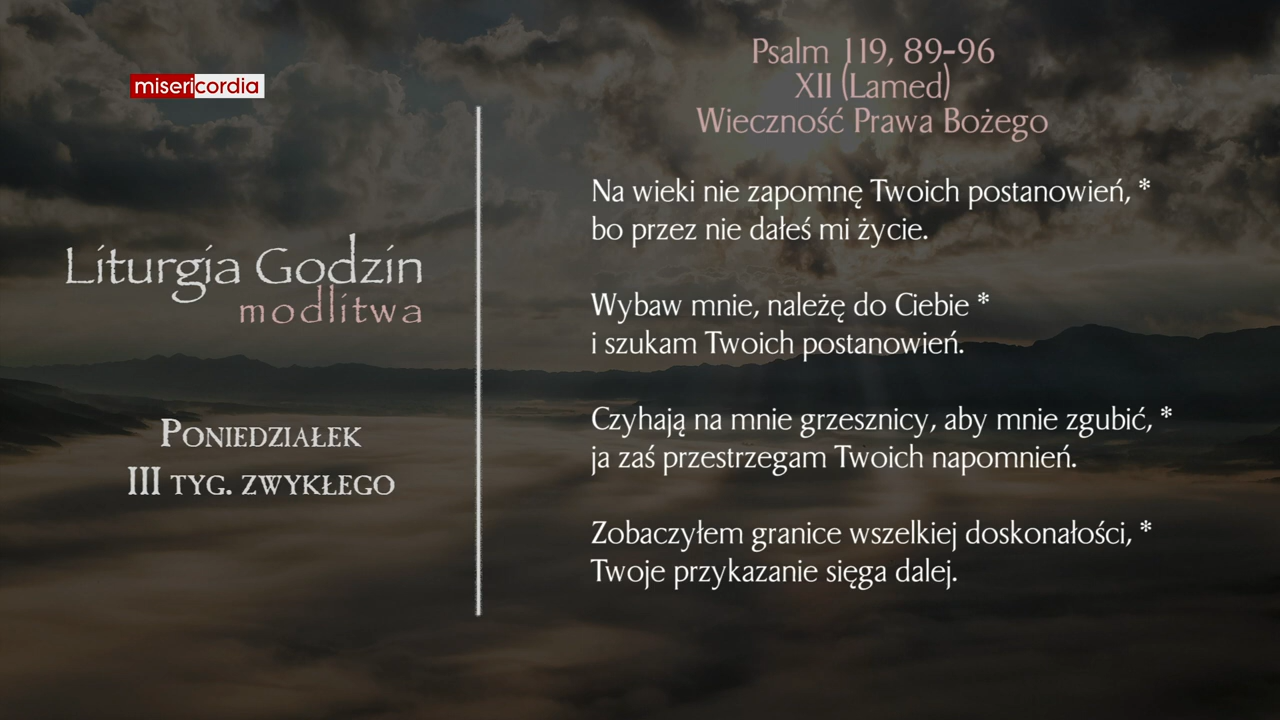 misericordia
Liturgia Godzin
modlitwa
Poniedziałek
III tyg. zwykłego
Psalm 119, 89-96
XII (Lamed)
Wieczność Prawa Bożego
Na wieki nie zapomnę Twoich postanowień, *
bo przez nie dałeś mi życie.
Wybaw mnie, należę do Ciebie *
i szukam Twoich postanowień.
Czyhają na mnie grzesznicy, aby mnie zgubić, *
ja zaś przestrzegam Twoich napomnień.
Zobaczyłem granice wszelkiej doskonałości, *
Twoje przykazanie sięga dalej.